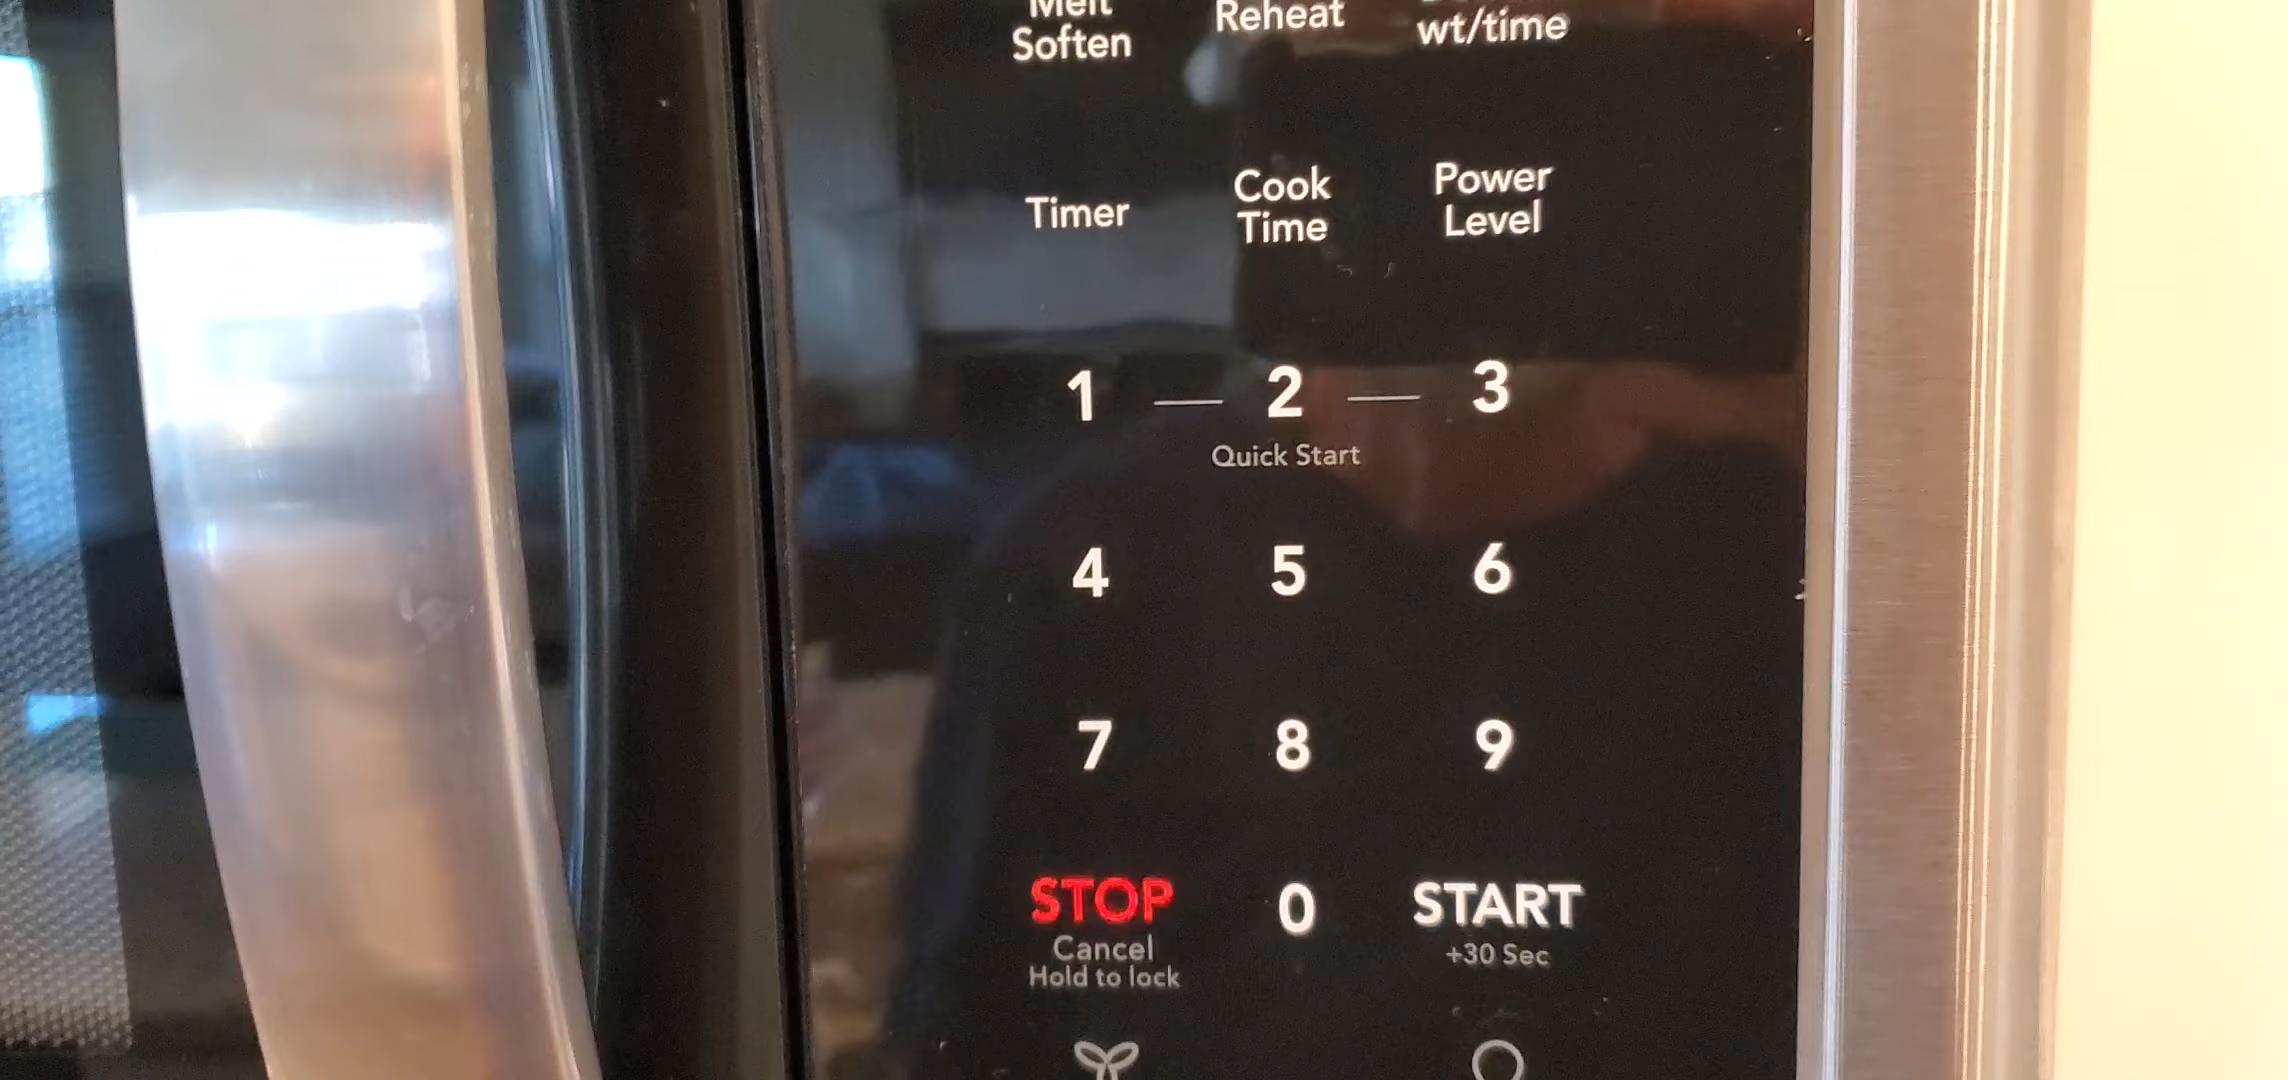 Melt
Soften
Reheat
wt/time
Timer
Cook
Time
Power
Level
1 — 2 — 3
Quick Start
4 5 6
7 8 9
STOP
Cancel
Hold to lock
0
START
+30 Sec